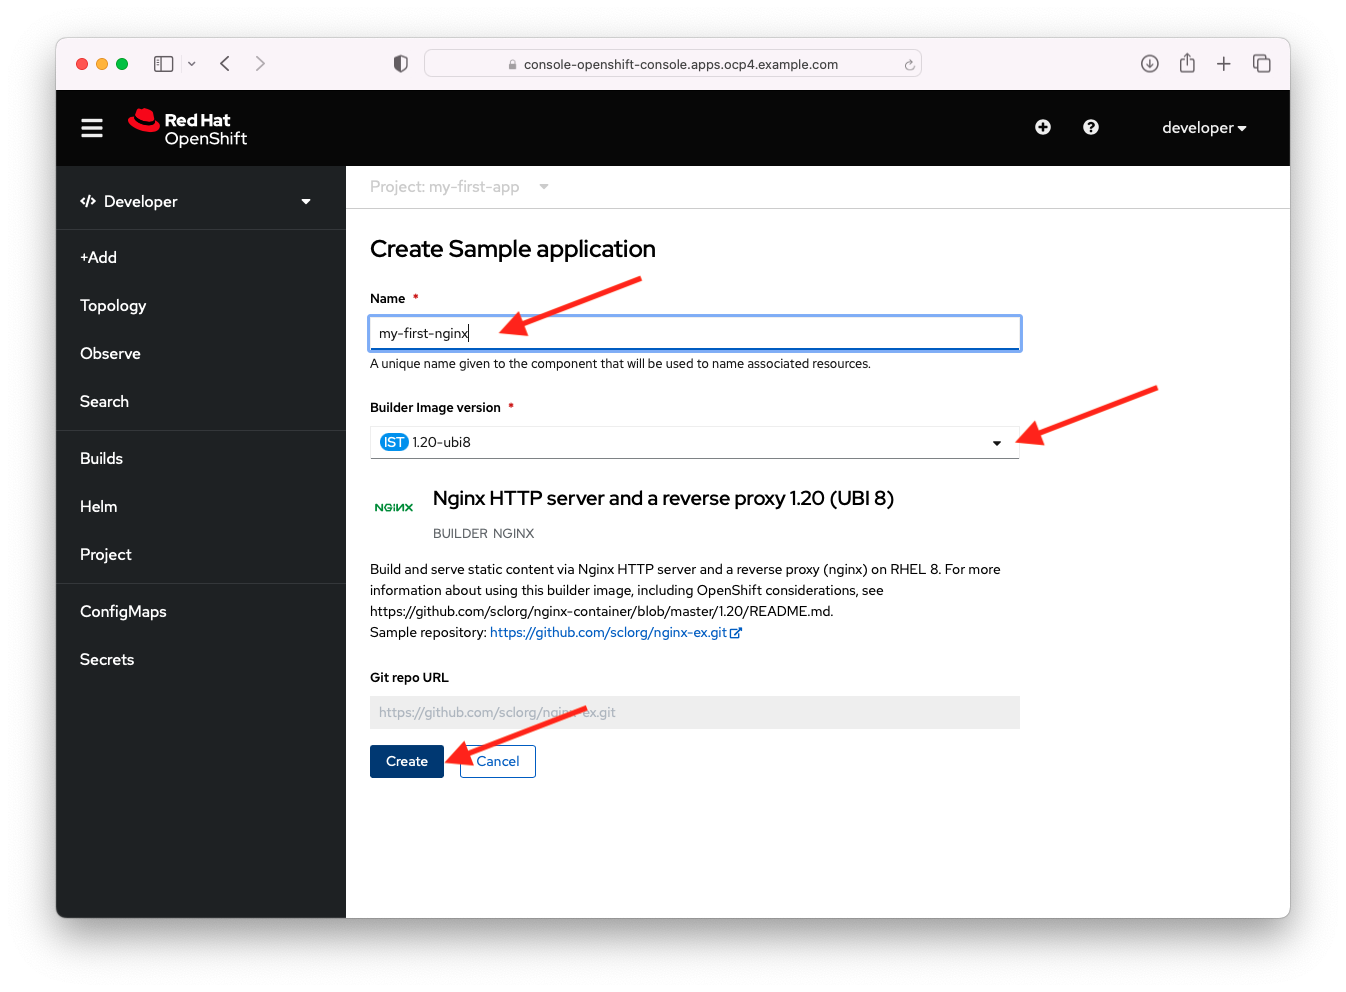 console-openshift-console.apps.ocp4.example.com
Red Hat
OpenShift
developer
Developer
+Add
Topology
Observe
Search
Builds
Helm
Project
ConfigMaps
Secrets
Project: my-first-app
Create Sample application
Name *
my-first-nginx
A unique name given to the component that will be used to name associated resources.
Builder Image version *
IST 1.20-ubi8
NGINX
Nginx HTTP server and a reverse proxy 1.20 (UBI 8)
BUILDER NGINX
Build and serve static content via Nginx HTTP server and a reverse proxy (nginx) on RHEL 8. For more
information about using this builder image, including OpenShift considerations, see
https://github.com/sclorg/nginx-container/blob/master/1.20/README.md.
Sample repository: https://github.com/sclorg/nginx-ex.git
Git repo URL
https://github.com/sclorg/nginx-ex.git
Create
Cancel